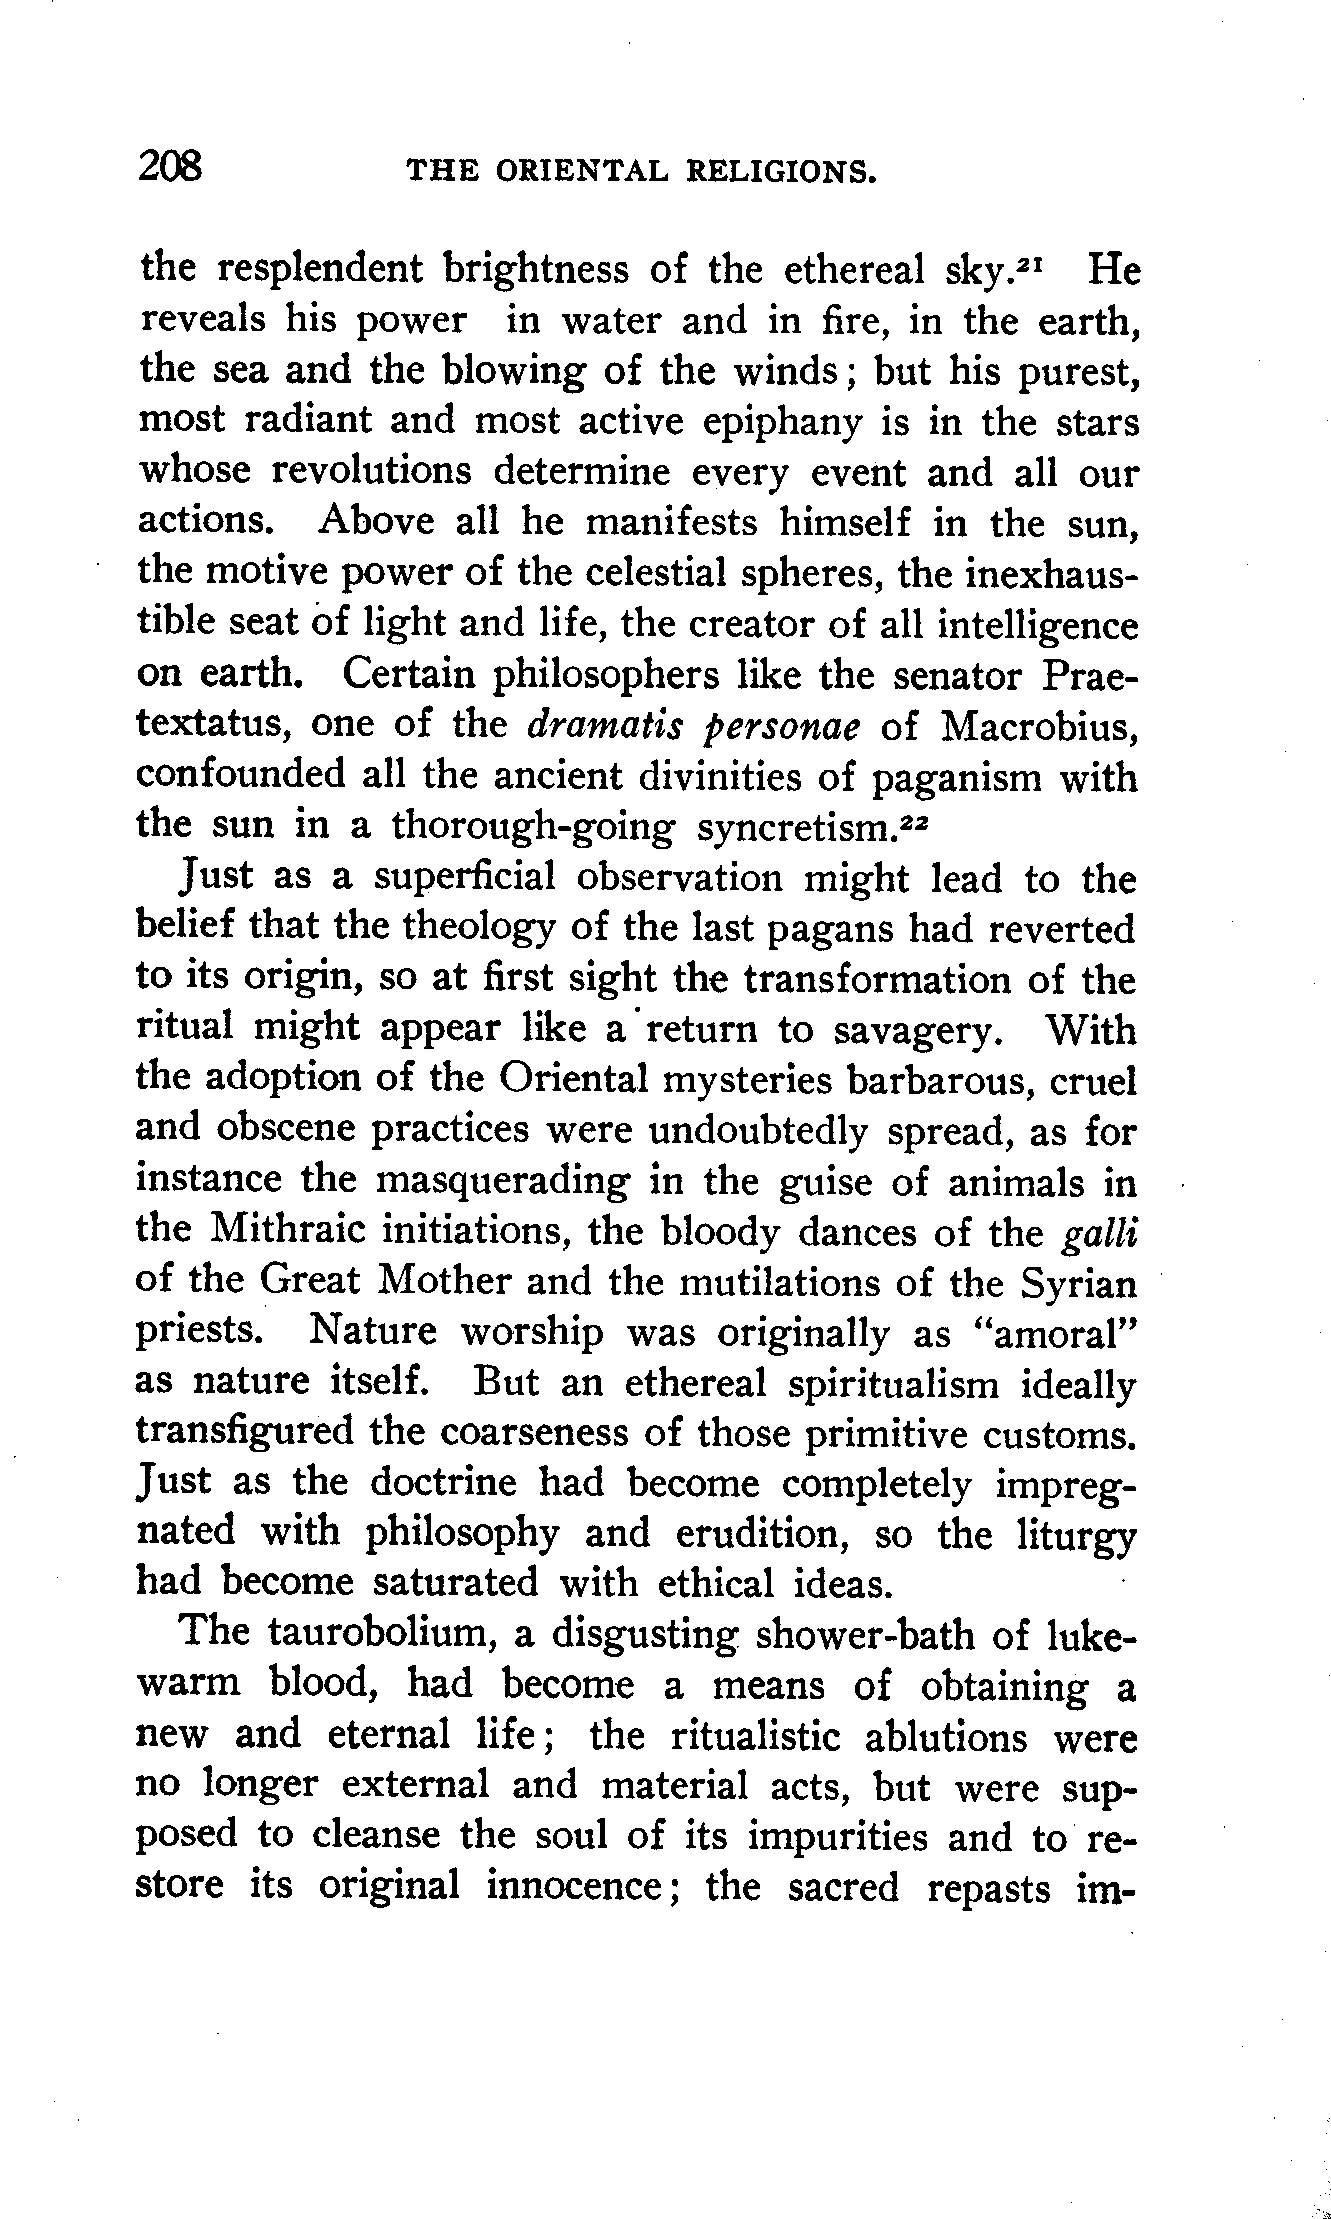 208 THE ORIENTAL RELIGIONS.
the resplendent brightness of the ethereal sky.²¹ He
reveals his power in water and in fire, in the earth,
the sea and the blowing of the winds; but his purest,
most radiant and most active epiphany is in the stars
whose revolutions determine every event and all our
actions. Above all he manifests himself in the sun,
the motive power of the celestial spheres, the inexhaus-
tible seat of light and life, the creator of all intelligence
on earth. Certain philosophers like the senator Prae-
textatus, one of the dramatis personae of Macrobius,
confounded all the ancient divinities of paganism with
the sun in a thorough-going syncretism.²²
Just as a superficial observation might lead to the
belief that the theology of the last pagans had reverted
to its origin, so at first sight the transformation of the
ritual might appear like a return to savagery. With
the adoption of the Oriental mysteries barbarous, cruel
and obscene practices were undoubtedly spread, as for
instance the masquerading in the guise of animals in
the Mithraic initiations, the bloody dances of the galli
of the Great Mother and the mutilations of the Syrian
priests. Nature worship was originally as “amoral”
as nature itself. But an ethereal spiritualism ideally
transfigured the coarseness of those primitive customs.
Just as the doctrine had become completely impreg-
nated with philosophy and erudition, so the liturgy
had become saturated with ethical ideas.
The taurobolium, a disgusting shower-bath of luke-
warm blood, had become a means of obtaining a
new and eternal life; the ritualistic ablutions were
no longer external and material acts, but were sup-
posed to cleanse the soul of its impurities and to re-
store its original innocence; the sacred repasts im-